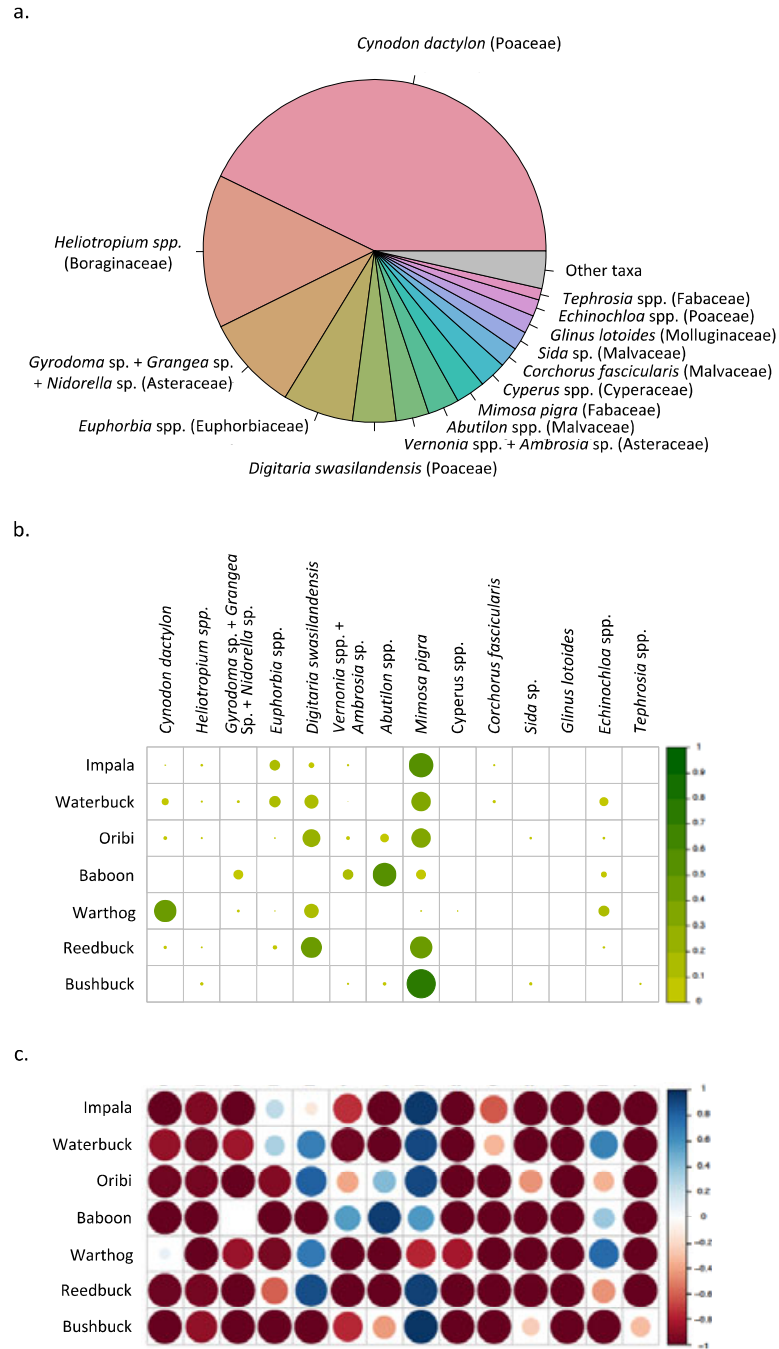 a.
Cynodon dactylon (Poaceae)
Heliotropium spp.
(Boraginaceae)
Other taxa
Tephrosia spp. (Fabaceae)
Echinochloa spp. (Poaceae)
Glinus lotoides (Molluginaceae)
Sida sp. (Malvaceae)
Gyrodoma sp. + Grangea sp.
+ Nidorella sp. (Asteraceae)
Corchorus fascicularis (Malvaceae)
Cyperus spp. (Cyperaceae)
Mimosa pigra (Fabaceae)
Euphorbia spp. (Euphorbiaceae)
Abutilon spp. (Malvaceae)
Vernonia spp. + Ambrosia sp. (Asteraceae)
Digitaria swasilandensis (Poaceae)
b.
Cynodon dactylon
Heliotropium spp.
Gyrodoma sp. + Grangea
Sp. + Nidorella sp.
Euphorbia spp.
Digitaria swasilandensis
Vernonia spp. +
Ambrosia sp.
Abutilon spp.
Mimosa pigra
Cyperus spp.
Corchorus fascicularis
Sida sp.
Glinus lotoides
Echinochloa spp.
Tephrosia spp.
Impala
Waterbuck
Oribi
Baboon
Warthog
Reedbuck
Bushbuck
1
0.9
0.8
0.7
0.6
0.5
0.4
0.3
0.2
0.1
0
c.
Impala
Waterbuck
Oribi
Baboon
Warthog
Reedbuck
Bushbuck
1
0.8
0.6
0.4
0.2
0
-0.2
-0.4
-0.6
-0.8
-1